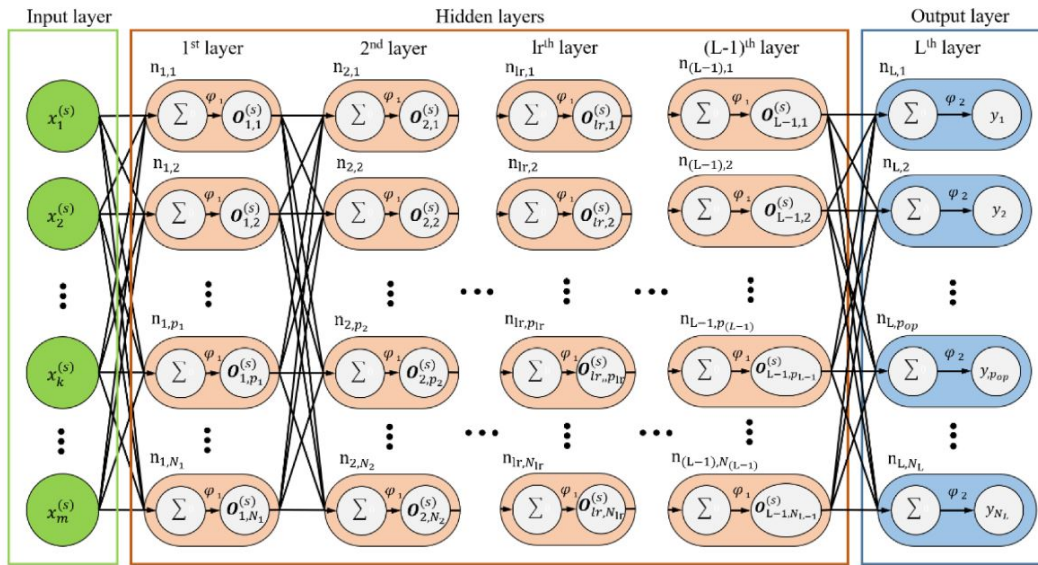 Input layer Hidden layers Output layer
1st layer 2nd layer lrth layer (L-1)th layer Lth layer
n1,1 n2,1 nlr,1 n(L−1),1 nL,1
x1(s) ∑ φ1 O1,1(s) ∑ φ1 O2,1(s) ∑ φ1 Olr,1(s) ∑ φ1 OL−1,1(s) ∑ φ2 y1
n1,2 n2,2 nlr,2 n(L−1),2 nL,2
x2(s) ∑ φ1 O1,2(s) ∑ φ1 O2,2(s) ∑ φ1 Olr,2(s) ∑ φ1 OL−1,2(s) ∑ φ2 y2
n1,p1 n2,p2 nlr,plr nL−1,p(L−1) nL,pop
xk(s) ∑ φ1 O1,p1(s) ∑ φ1 O2,p2(s) ∑ φ1 Olr,,plr(s) ∑ φ1 OL−1,pL−1(s) ∑ φ2 y,pop
n1,N1 n2,N2 nlr,Nlr n(L−1),N(L−1) nL,NL
xm(s) ∑ φ1 O1,N1(s) ∑ φ1 O2,N2(s) ∑ φ1 Olr,Nlr(s) ∑ φ1 OL−1,NL−1(s) ∑ φ2 yNL